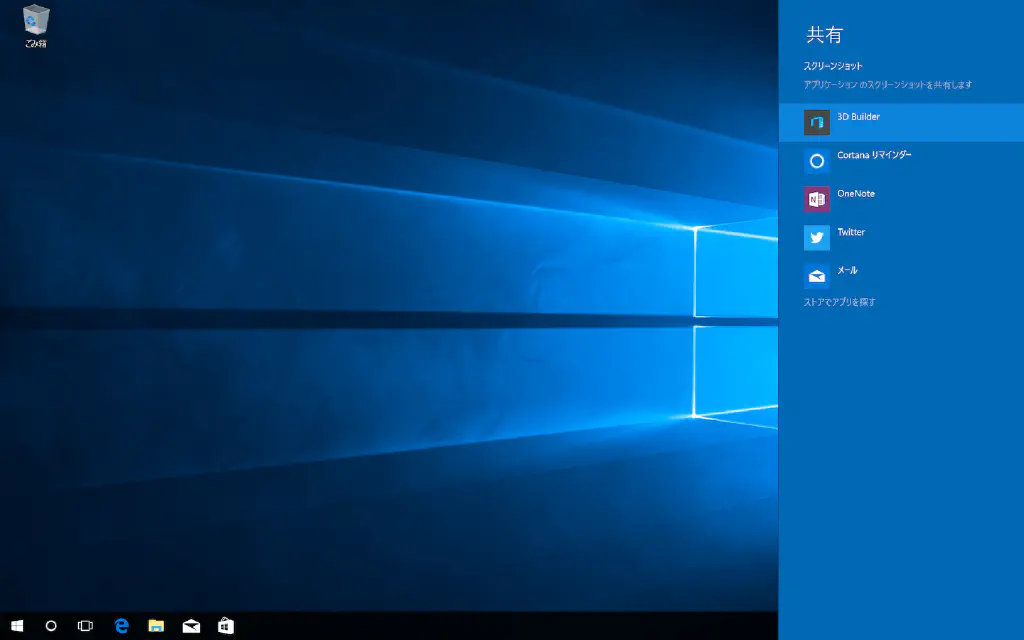 ごみ箱
共有
スクリーンショット
アプリケーション のスクリーンショットを共有します
3D Builder
Cortana リマインダー
OneNote
Twitter
メール
ストアでアプリを探す